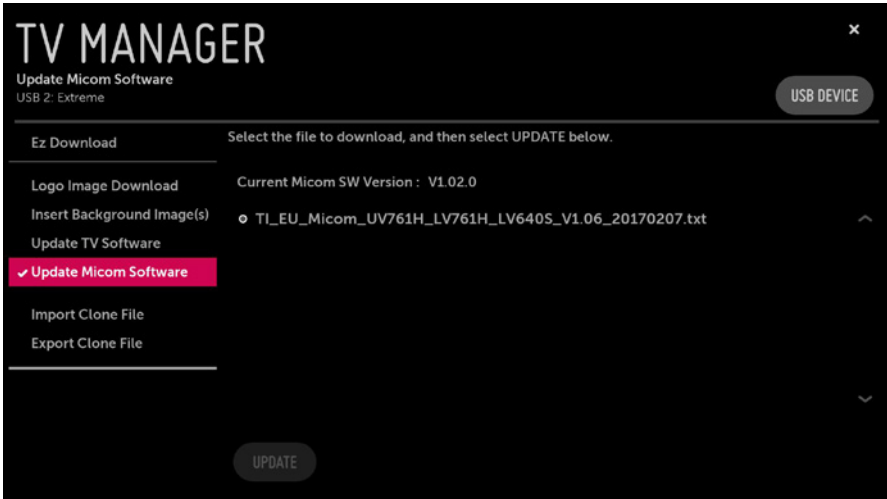 TV MANAGER
Update Micom Software
USB 2: Extreme
USB DEVICE
Ez Download
Logo Image Download
Insert Background Image(s)
Update TV Software
Update Micom Software
Import Clone File
Export Clone File
Select the file to download, and then select UPDATE below.
Current Micom SW Version : V1.02.0
TI_EU_Micom_UV761H_LV761H_LV640S_V1.06_20170207.txt
UPDATE